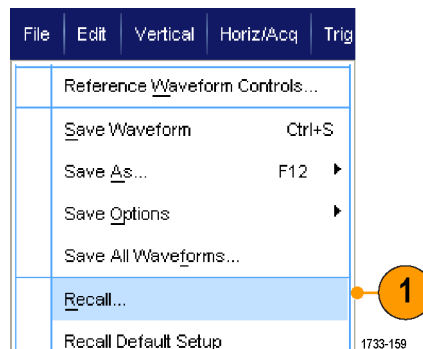 File Edit Vertical Horiz/Acq Trig
Reference Waveform Controls...
Save Waveform Ctrl+S
Save As... F12
Save Options
Save All Waveforms...
Recall... 1
Recall Default Setup
1733-159